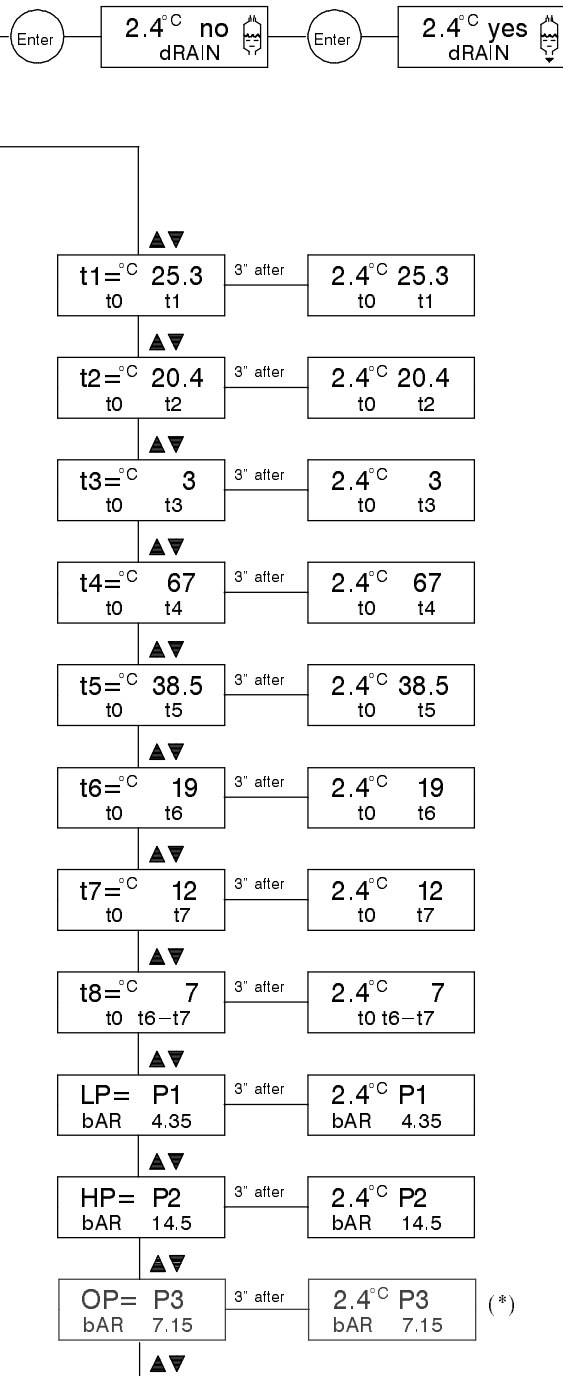 Enter
2.4°C no
dRAIN
Enter
2.4°C yes
dRAIN
t1=°C 25.3
t0 t1
3" after
2.4°C 25.3
t0 t1
t2=°C 20.4
t0 t2
3" after
2.4°C 20.4
t0 t2
t3=°C 3
t0 t3
3" after
2.4°C 3
t0 t3
t4=°C 67
t0 t4
3" after
2.4°C 67
t0 t4
t5=°C 38.5
t0 t5
3" after
2.4°C 38.5
t0 t5
t6=°C 19
t0 t6
3" after
2.4°C 19
t0 t6
t7=°C 12
t0 t7
3" after
2.4°C 12
t0 t7
t8=°C 7
t0 t6−t7
3" after
2.4°C 7
t0 t6−t7
LP= P1
bAR 4.35
3" after
2.4°C P1
bAR 4.35
HP= P2
bAR 14.5
3" after
2.4°C P2
bAR 14.5
OP= P3
bAR 7.15
3" after
2.4°C P3
bAR 7.15
(*)